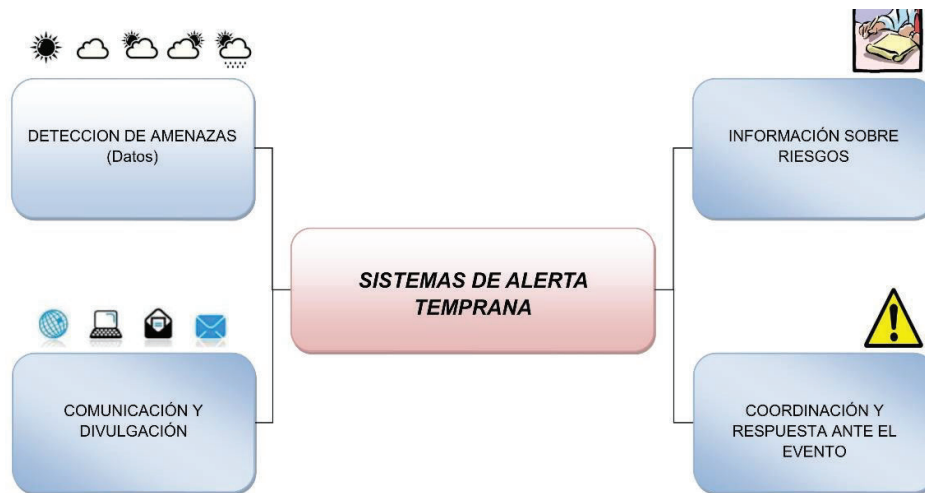 DETECCION DE AMENAZAS
(Datos)
INFORMACIÓN SOBRE
RIESGOS
SISTEMAS DE ALERTA
TEMPRANA
COMUNICACIÓN Y
DIVULGACIÓN
COORDINACIÓN Y
RESPUESTA ANTE EL
EVENTO